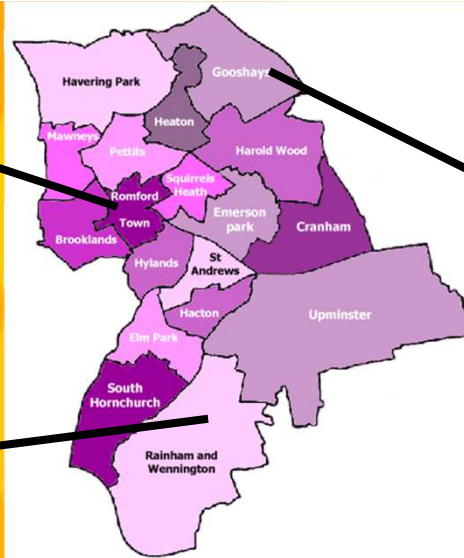 Havering Park
Gooshays
Heaton
Mawneys
Pettits
Harold Wood
Squirrels
Heath
Romford
Town
Emerson
park
Cranham
Brooklands
Hylands
St
Andrews
Hacton
Upminster
Elm Park
South
Hornchurch
Rainham and
Wennington